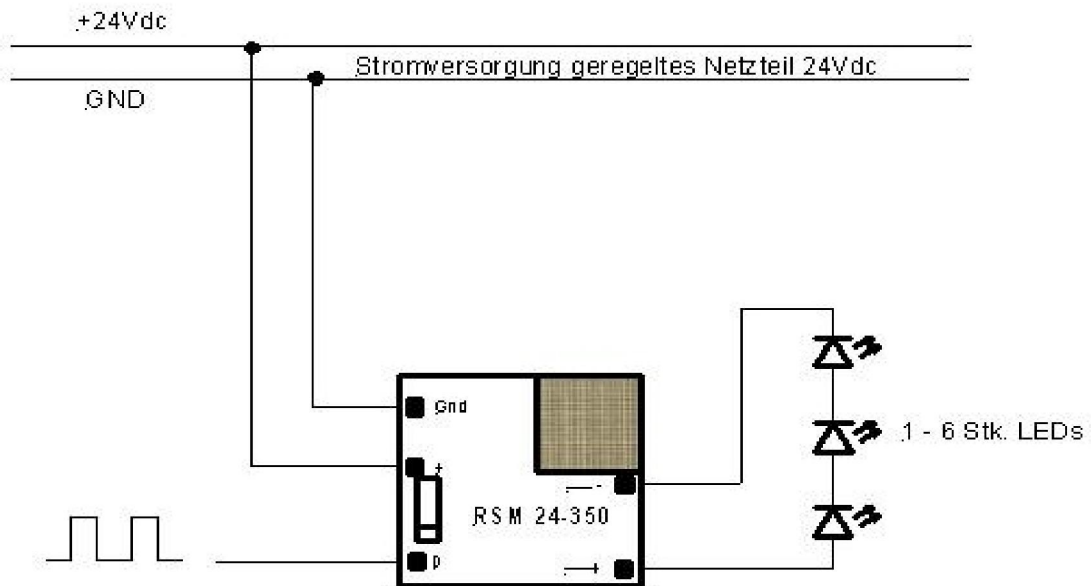 +24Vdc
Stromversorgung geregeltes Netzteil 24Vdc
GND
Gnd
+
-
1 - 6 Stk. LEDs
RSM 24-350
p
+